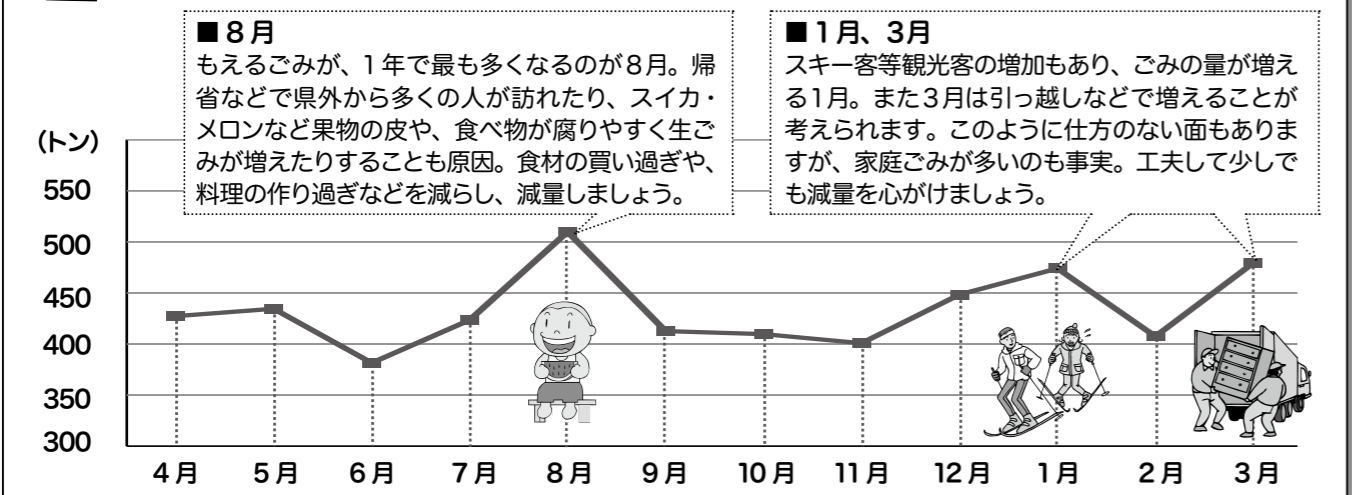 ■8月
もえるごみが、1年で最も多くなるのが8月。帰
省などで県外から多くの人が訪れたり、スイカ・
メロンなど果物の皮や、食べ物が腐りやすく生ご
みが増えたりすることも原因。食材の買い過ぎや、
料理の作り過ぎなどを減らし、減量しましょう。
■1月、3月
スキー客等観光客の増加もあり、ごみの量が増え
る1月。また3月は引っ越しなどで増えることが
考えられます。このように仕方のない面もありま
すが、家庭ごみが多いのも事実。工夫して少しで
も減量を心がけましょう。
(トン)
550
500
450
400
350
300
4月 5月 6月 7月 8月 9月 10月 11月 12月 1月 2月 3月